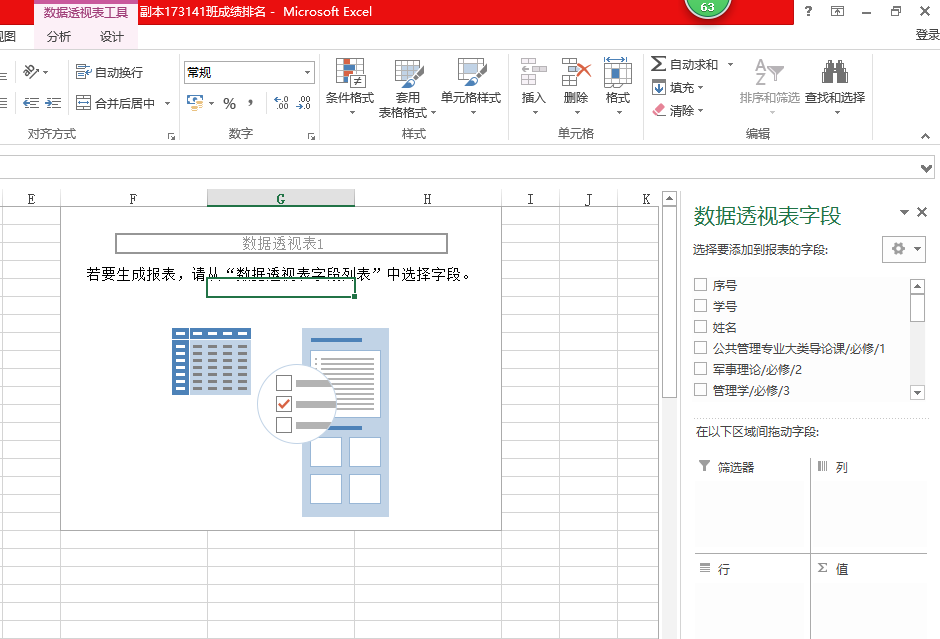 数据透视表工具
副本173141班成绩排名 - Microsoft Excel
63
?
视图
分析
设计
登录
自动换行
合并后居中
对齐方式
常规
%
,
数字
条件格式
套用
表格格式
单元格样式
样式
插入
删除
格式
单元格
自动求和
填充
清除
排序和筛选
查找和选择
编辑
E
F
G
H
I
J
K
数据透视表1
若要生成报表，请从“数据透视表字段列表”中选择字段。
数据透视表字段
选择要添加到报表的字段:
序号
学号
姓名
公共管理专业大类导论课/必修/1
军事理论/必修/2
管理学/必修/3
在以下区域间拖动字段:
筛选器
列
行
Σ 值